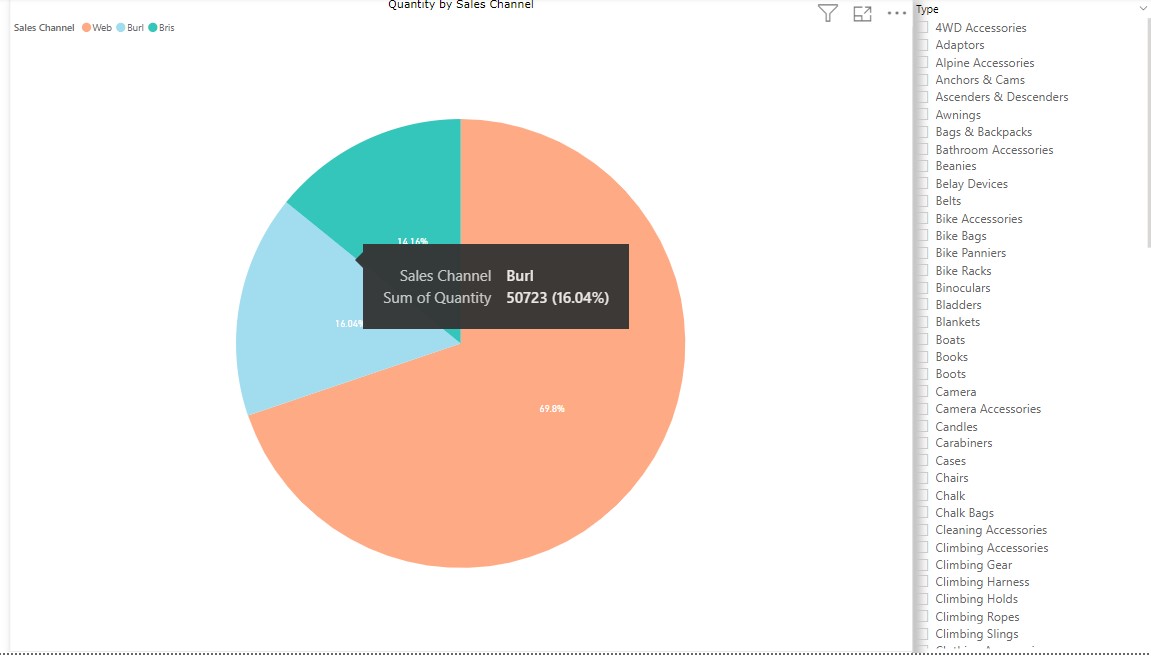 Quantity by Sales Channel
Sales Channel Web Burl Bris
14.16%
Sales Channel Burl
Sum of Quantity 50723 (16.04%)
16.04%
69.8%
Type
4WD Accessories
Adaptors
Alpine Accessories
Anchors & Cams
Ascenders & Descenders
Awnings
Bags & Backpacks
Bathroom Accessories
Beanies
Belay Devices
Belts
Bike Accessories
Bike Bags
Bike Panniers
Bike Racks
Binoculars
Bladders
Blankets
Boats
Books
Boots
Camera
Camera Accessories
Candles
Carabiners
Cases
Chairs
Chalk
Chalk Bags
Cleaning Accessories
Climbing Accessories
Climbing Gear
Climbing Harness
Climbing Holds
Climbing Ropes
Climbing Slings